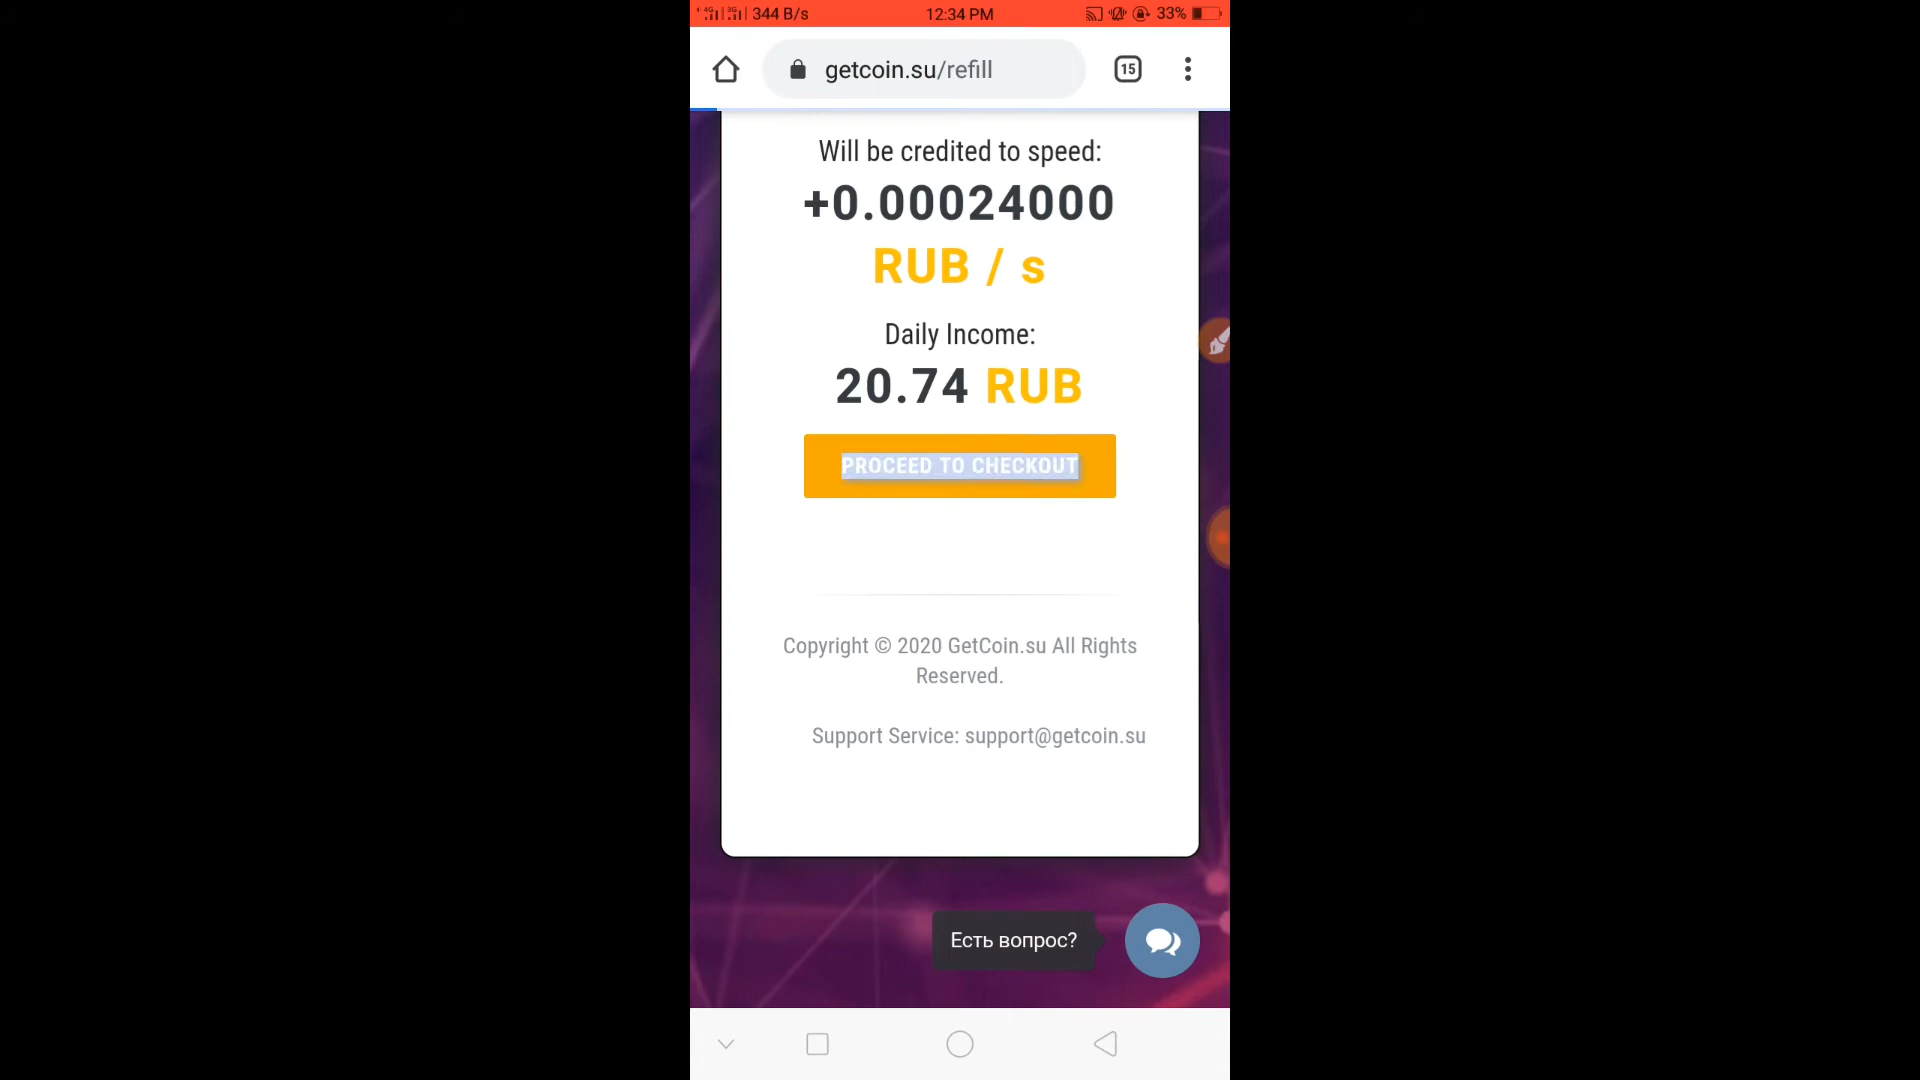 4G 3G 344 B/s 12:34 PM 33%
getcoin.su/refill 15
Will be credited to speed:
+0.00024000
RUB / s
Daily Income:
20.74 RUB
PROCEED TO CHECKOUT
Copyright © 2020 GetCoin.su All Rights
Reserved.
Support Service: support@getcoin.su
Есть вопрос?